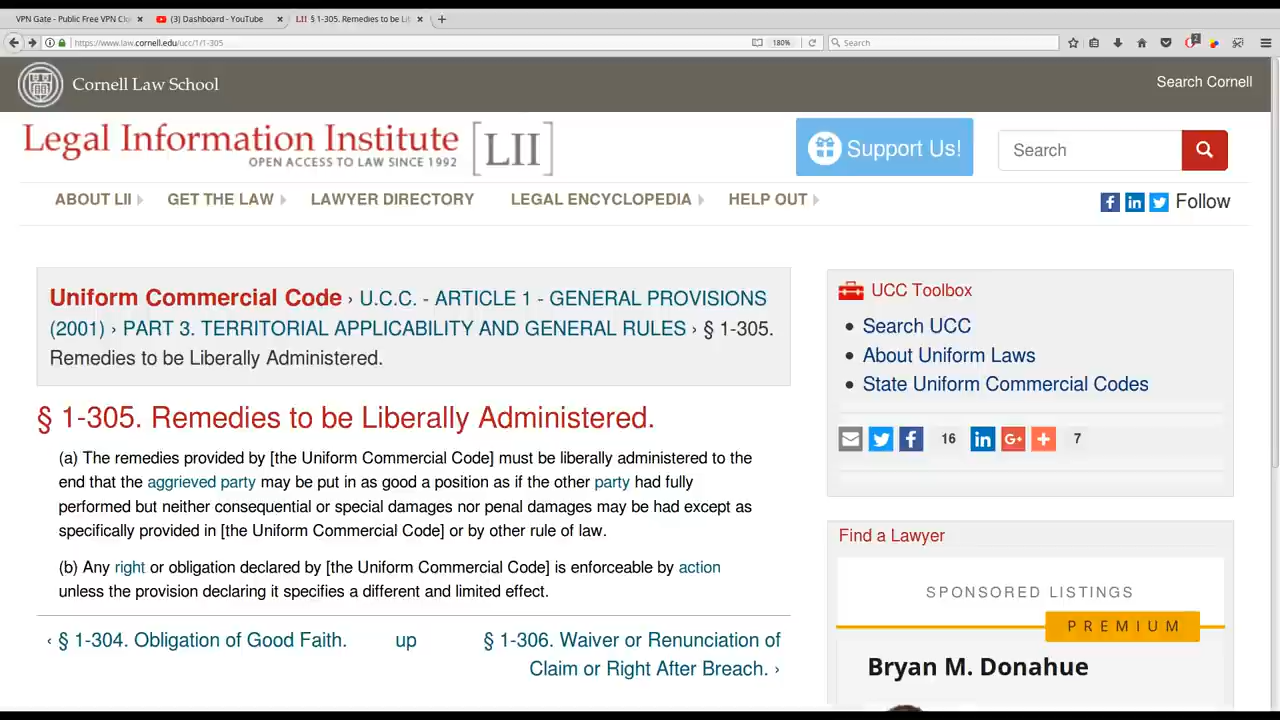 VPN Gate - Public Free VPN Clo
(3) Dashboard - YouTube
LII § 1-305. Remedies to be Li
https://www.law.cornell.edu/ucc/1/1-305
180%
Search
2
Cornell Law School
Search Cornell
Legal Information Institute [LII]
OPEN ACCESS TO LAW SINCE 1992
Support Us!
Search
ABOUT LII
GET THE LAW
LAWYER DIRECTORY
LEGAL ENCYCLOPEDIA
HELP OUT
Follow
Uniform Commercial Code › U.C.C. - ARTICLE 1 - GENERAL PROVISIONS
(2001) › PART 3. TERRITORIAL APPLICABILITY AND GENERAL RULES › § 1-305.
Remedies to be Liberally Administered.
§ 1-305. Remedies to be Liberally Administered.
(a) The remedies provided by [the Uniform Commercial Code] must be liberally administered to the
end that the aggrieved party may be put in as good a position as if the other party had fully
performed but neither consequential or special damages nor penal damages may be had except as
specifically provided in [the Uniform Commercial Code] or by other rule of law.
(b) Any right or obligation declared by [the Uniform Commercial Code] is enforceable by action
unless the provision declaring it specifies a different and limited effect.
‹ § 1-304. Obligation of Good Faith.
up
§ 1-306. Waiver or Renunciation of
Claim or Right After Breach. ›
UCC Toolbox
Search UCC
About Uniform Laws
State Uniform Commercial Codes
16
7
Find a Lawyer
SPONSORED LISTINGS
PREMIUM
Bryan M. Donahue